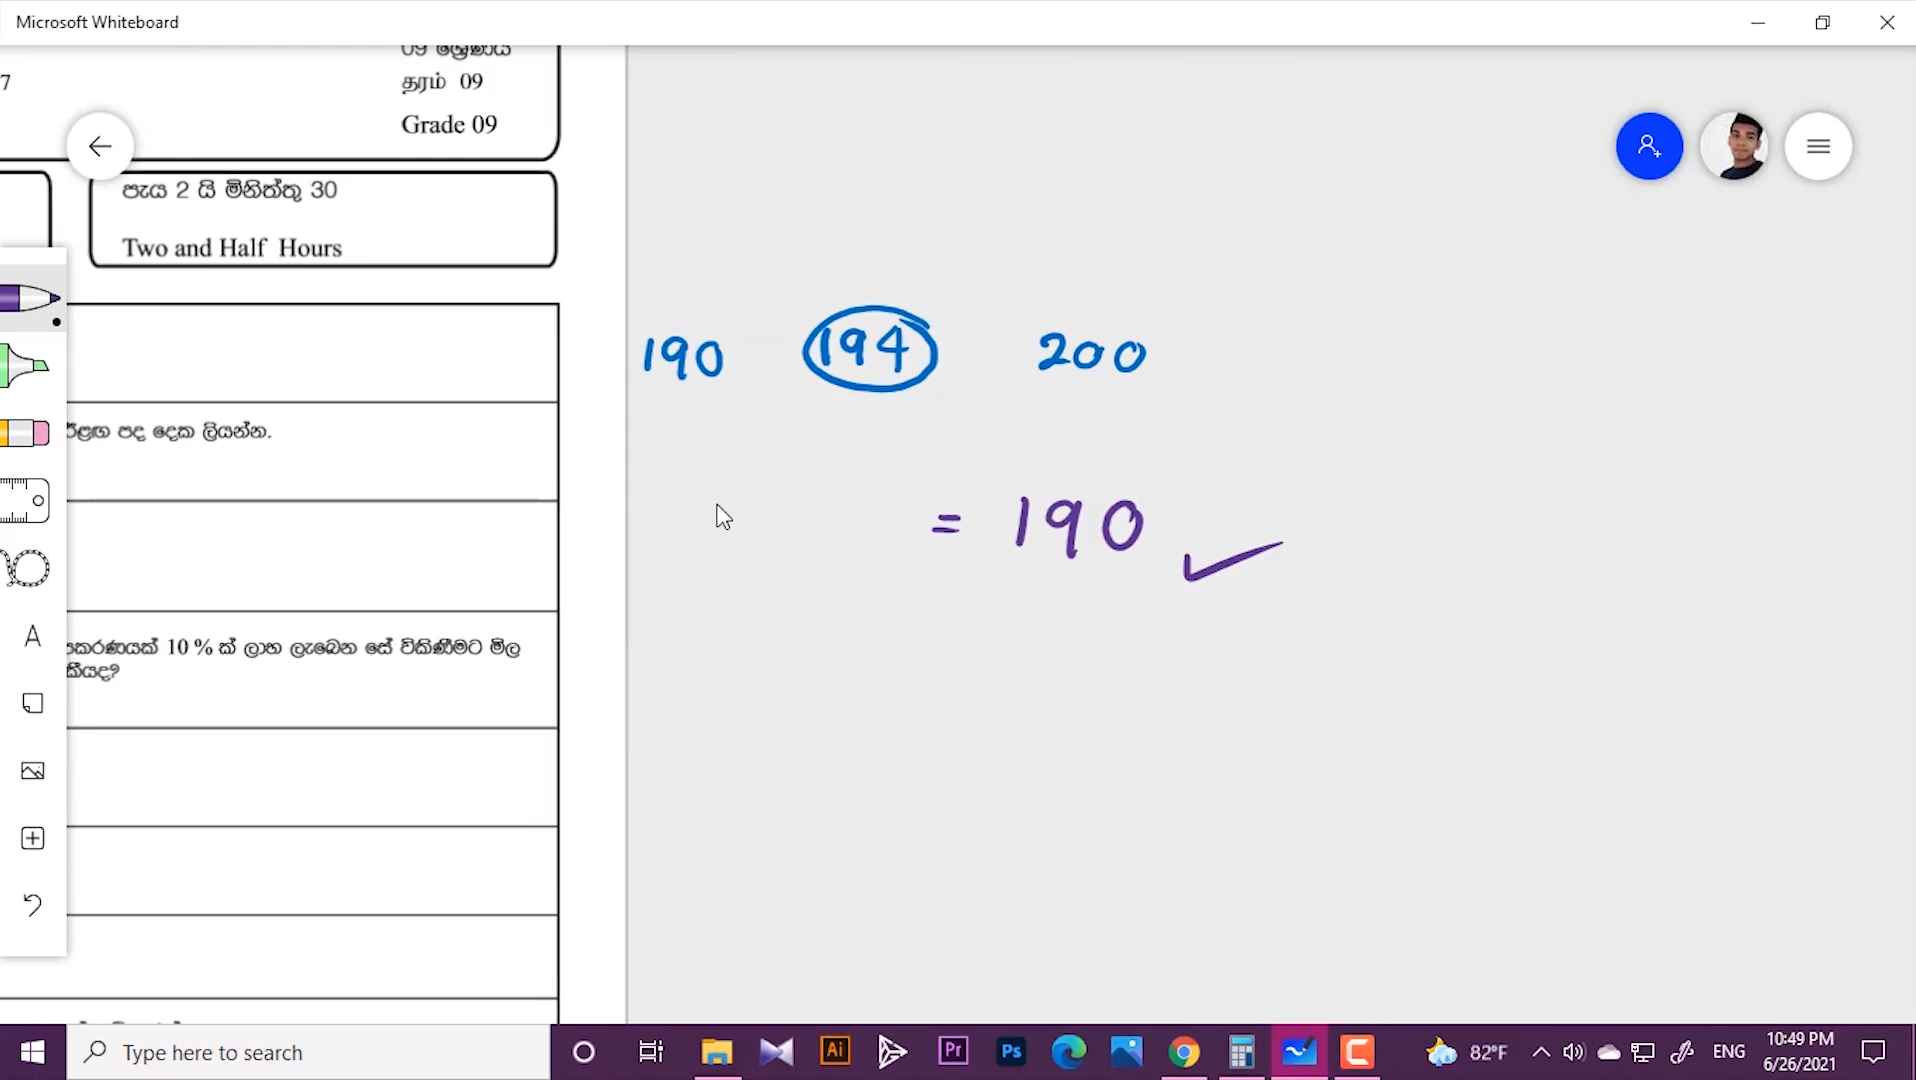 Microsoft Whiteboard
09 ශ්‍රේණිය
7
தரம் 09
Grade 09
පැය 2 යි මිනිත්තු 30
Two and Half Hours
190 194 200
ඊළඟ පද දෙක ලියන්න.
= 190
A
10 % ක් ලාභ ලැබෙන සේ විකිණීමට මිල
කීයද?
Type here to search
Ai
Pr
Ps
82°F
ENG
10:49 PM
6/26/2021